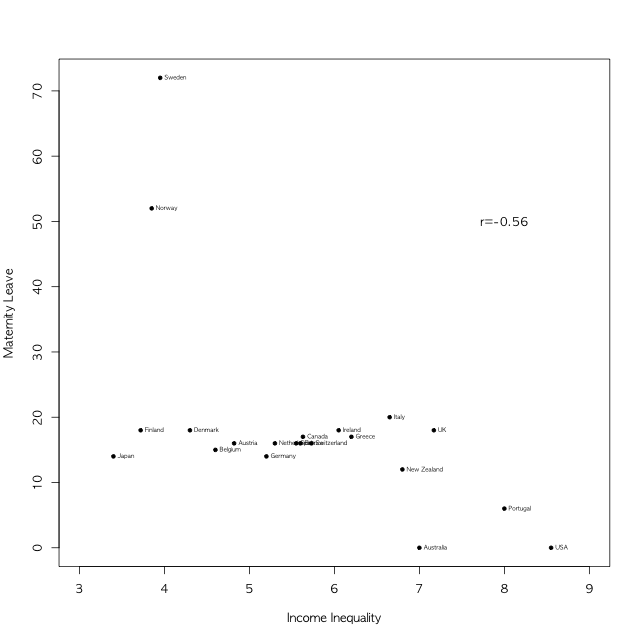 Sweden
Norway
r=-0.56
Italy
Finland
Denmark
Ireland
UK
Canada
Greece
Austria
Switzerland
Belgium
Japan
Germany
New Zealand
Portugal
Australia
USA
70
60
50
40
30
20
10
0
Maternity Leave
3 4 5 6 7 8 9
Income Inequality